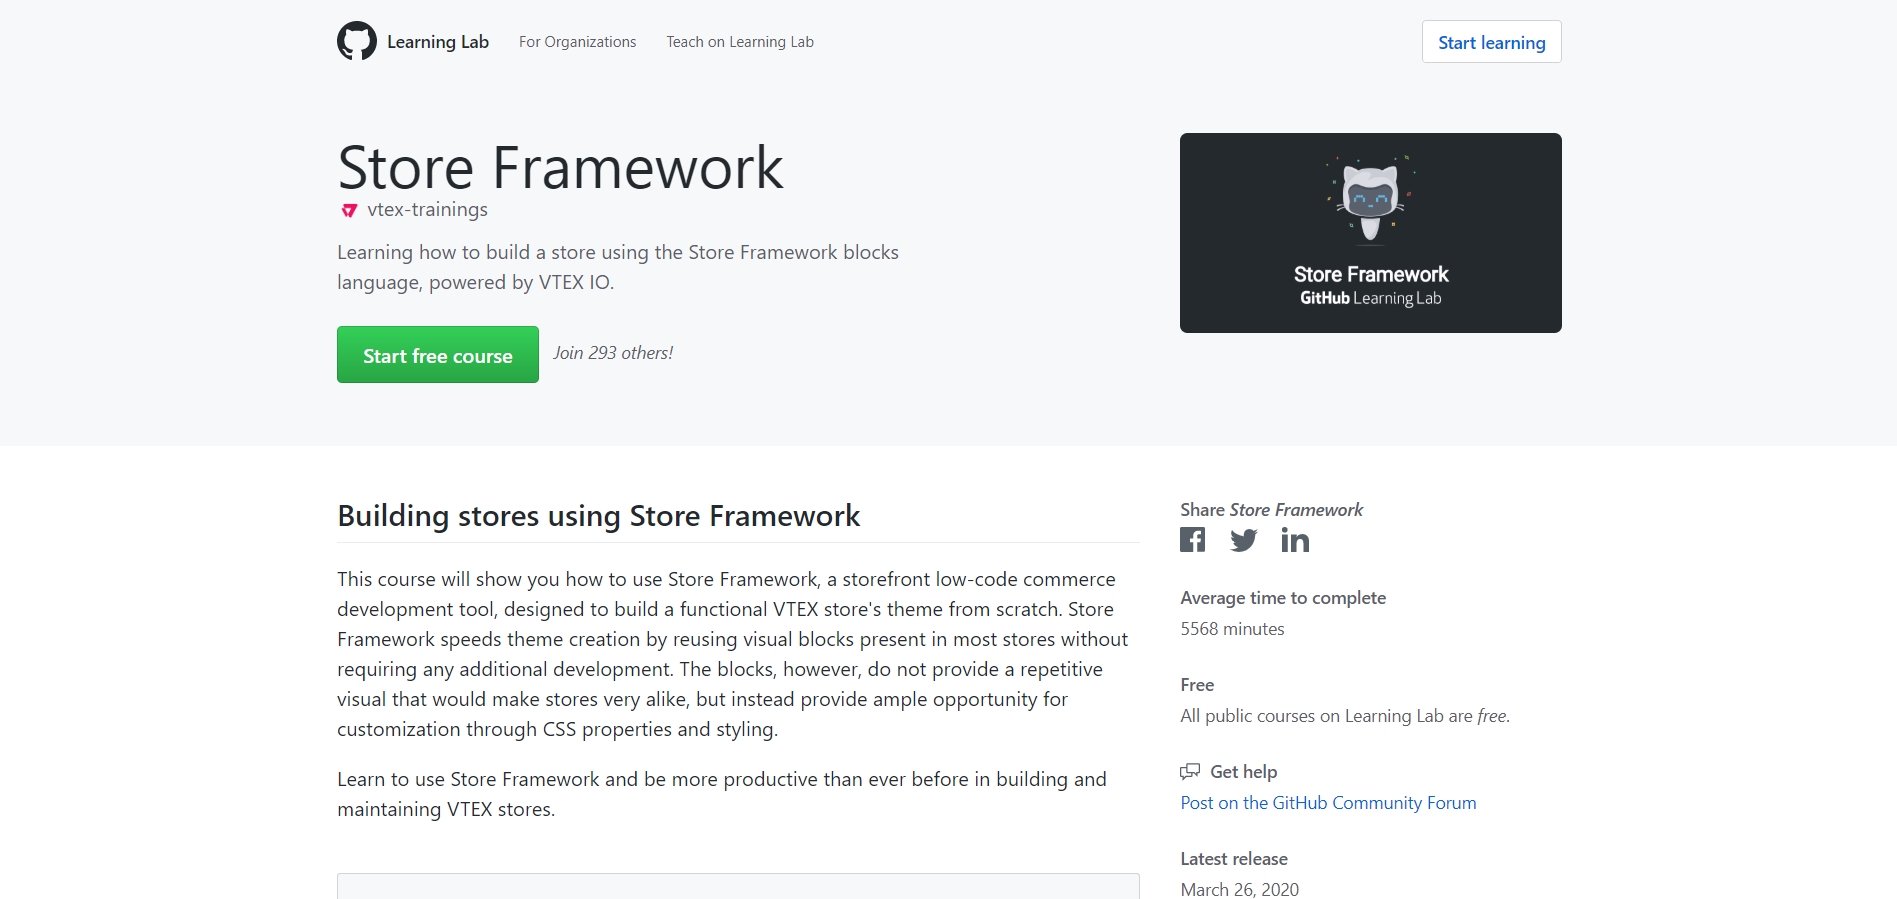 Learning Lab For Organizations Teach on Learning Lab Start learning
Store Framework
vtex-trainings
Learning how to build a store using the Store Framework blocks
language, powered by VTEX IO.
Start free course Join 293 others!
Store Framework
GitHub Learning Lab
Building stores using Store Framework
This course will show you how to use Store Framework, a storefront low-code commerce
development tool, designed to build a functional VTEX store's theme from scratch. Store
Framework speeds theme creation by reusing visual blocks present in most stores without
requiring any additional development. The blocks, however, do not provide a repetitive
visual that would make stores very alike, but instead provide ample opportunity for
customization through CSS properties and styling.
Learn to use Store Framework and be more productive than ever before in building and
maintaining VTEX stores.
Share Store Framework
Average time to complete
5568 minutes
Free
All public courses on Learning Lab are free.
Get help
Post on the GitHub Community Forum
Latest release
March 26, 2020